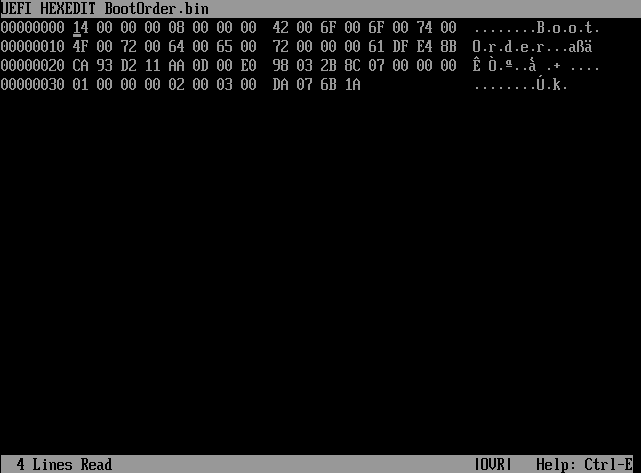 UEFI HEXEDIT BootOrder.bin
00000000 14 00 00 00 08 00 00 00  42 00 6F 00 6F 00 74 00  ........B.o.o.t.
00000010 4F 00 72 00 64 00 65 00  72 00 00 00 61 DF E4 8B  O.r.d.e.r...aßä
00000020 CA 93 D2 11 AA 0D 00 E0  98 03 2B 8C 07 00 00 00  Ê Ò.ª..à .+ ....
00000030 01 00 00 00 02 00 03 00  DA 07 6B 1A  ........Ú.k.
4 Lines Read |OVR| Help: Ctrl-E